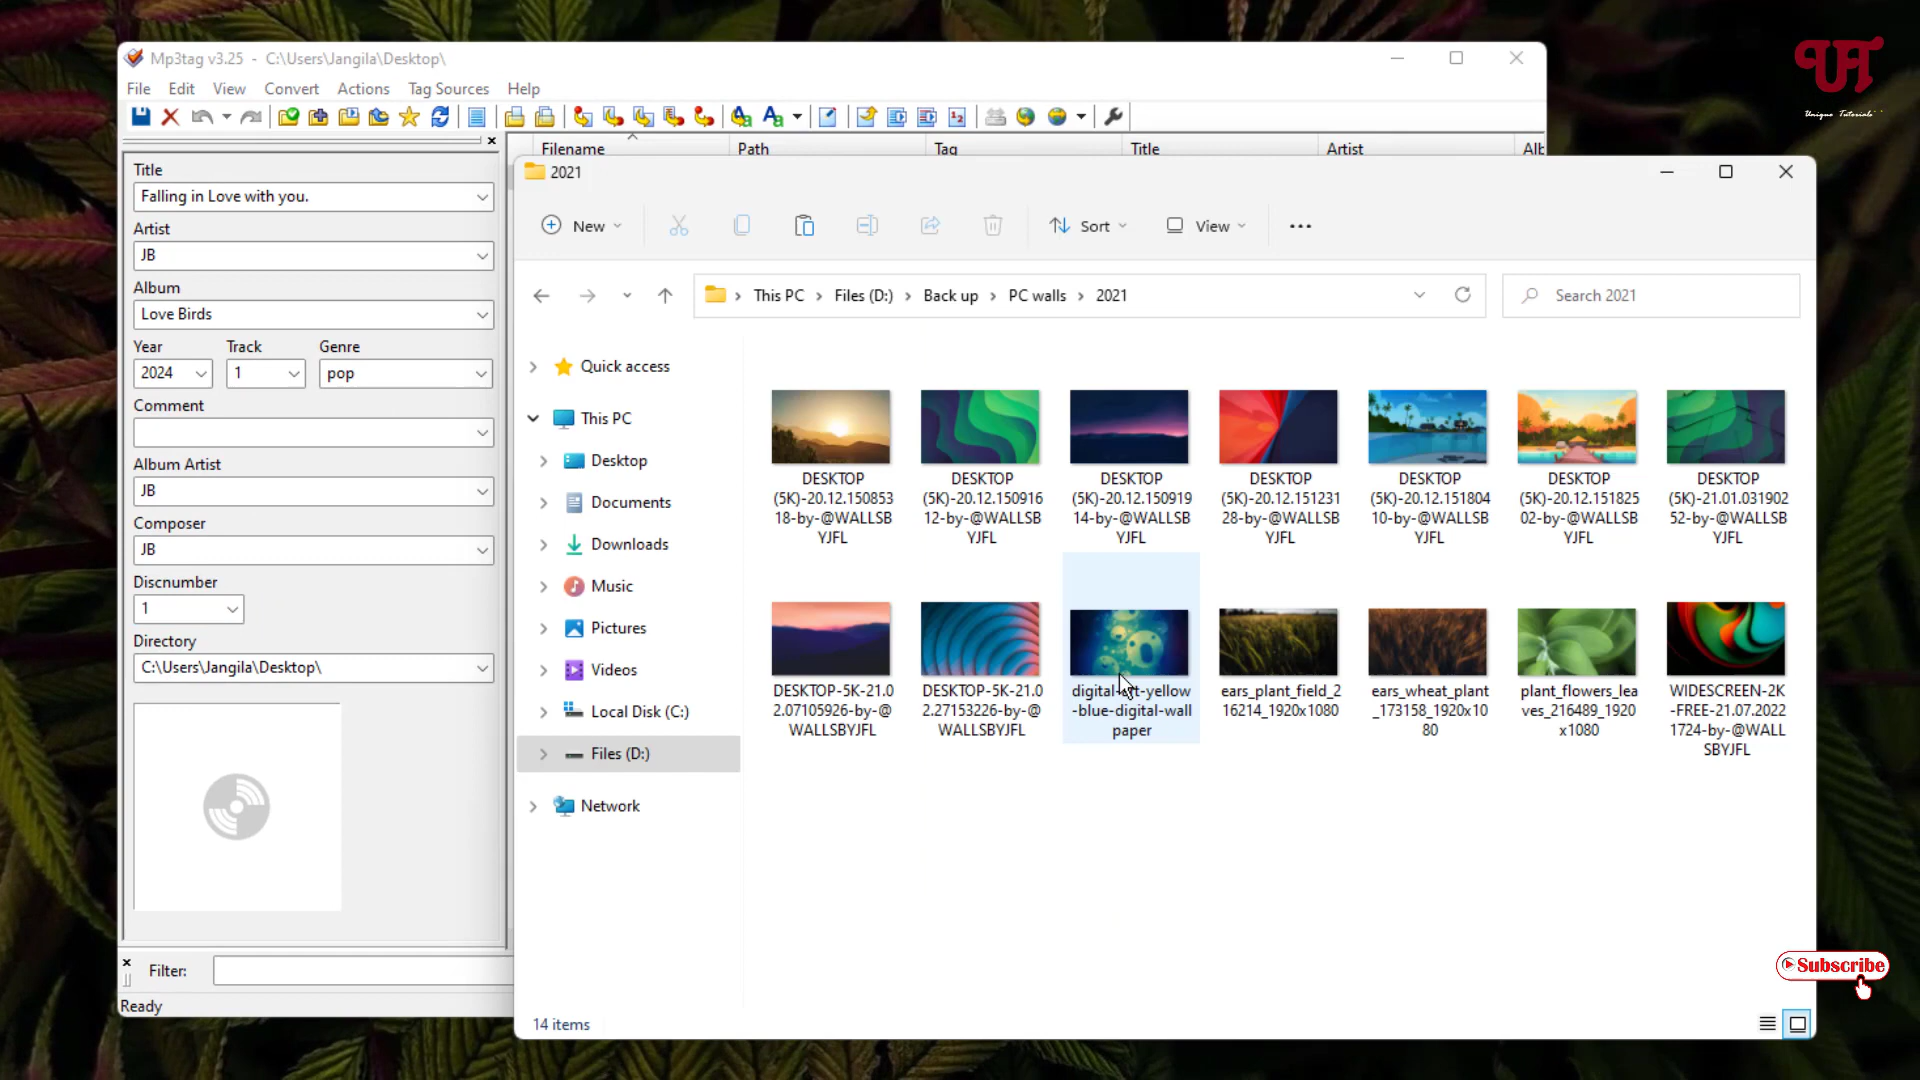 Mp3tag v3.25 - C:\Users\Jangila\Desktop\
File Edit View Convert Actions Tag Sources Help
Filename Path Tag Title Artist Alb
Title
Falling in Love with you.
Artist
JB
Album
Love Birds
Year Track Genre
2024 1 pop
Comment
Album Artist
JB
Composer
JB
Discnumber
1
Directory
C:\Users\Jangila\Desktop\
Filter:
Ready
2021
New Sort View
This PC > Files (D:) > Back up > PC walls > 2021
Search 2021
Quick access
This PC
Desktop
Documents
Downloads
Music
Pictures
Videos
Local Disk (C:)
Files (D:)
Network
DESKTOP
(5K)-20.12.150853
18-by-@WALLSB
YJFL
DESKTOP
(5K)-20.12.150916
12-by-@WALLSB
YJFL
DESKTOP
(5K)-20.12.150919
14-by-@WALLSB
YJFL
DESKTOP
(5K)-20.12.151231
28-by-@WALLSB
YJFL
DESKTOP
(5K)-20.12.151804
10-by-@WALLSB
YJFL
DESKTOP
(5K)-20.12.151825
02-by-@WALLSB
YJFL
DESKTOP
(5K)-21.01.031902
52-by-@WALLSB
YJFL
DESKTOP-5K-21.0
2.07105926-by-@
WALLSBYJFL
DESKTOP-5K-21.0
2.27153226-by-@
WALLSBYJFL
digital-art-yellow
-blue-digital-wall
paper
ears_plant_field_2
16214_1920x1080
ears_wheat_plant
_173158_1920x10
80
plant_flowers_lea
ves_216489_1920
x1080
WIDESCREEN-2K
-FREE-21.07.2022
1724-by-@WALL
SBYJFL
14 items
UT
Unique Tutorials
Subscribe